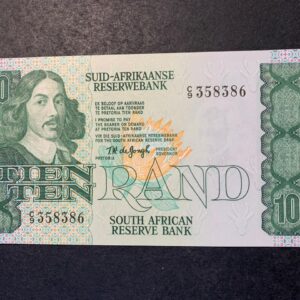 10
SUID-AFRIKAANSE
RESERWEBANK
C/9 358386
EK BELOOF OP AANVRAAG
TE BETAAL AAN TOONDER
TE PRETORIA TIEN RAND
I PROMISE TO PAY
THE BEARER ON DEMAND
AT PRETORIA TEN RAND
VIR DIE SUID-AFRIKAANSE RESERWEBANK
FOR THE SOUTH AFRICAN RESERVE BANK
PRETORIA
PRESIDENT
GOVERNOR
TIEN
TEN RAND
C/9 358386
SOUTH AFRICAN
RESERVE BANK
10